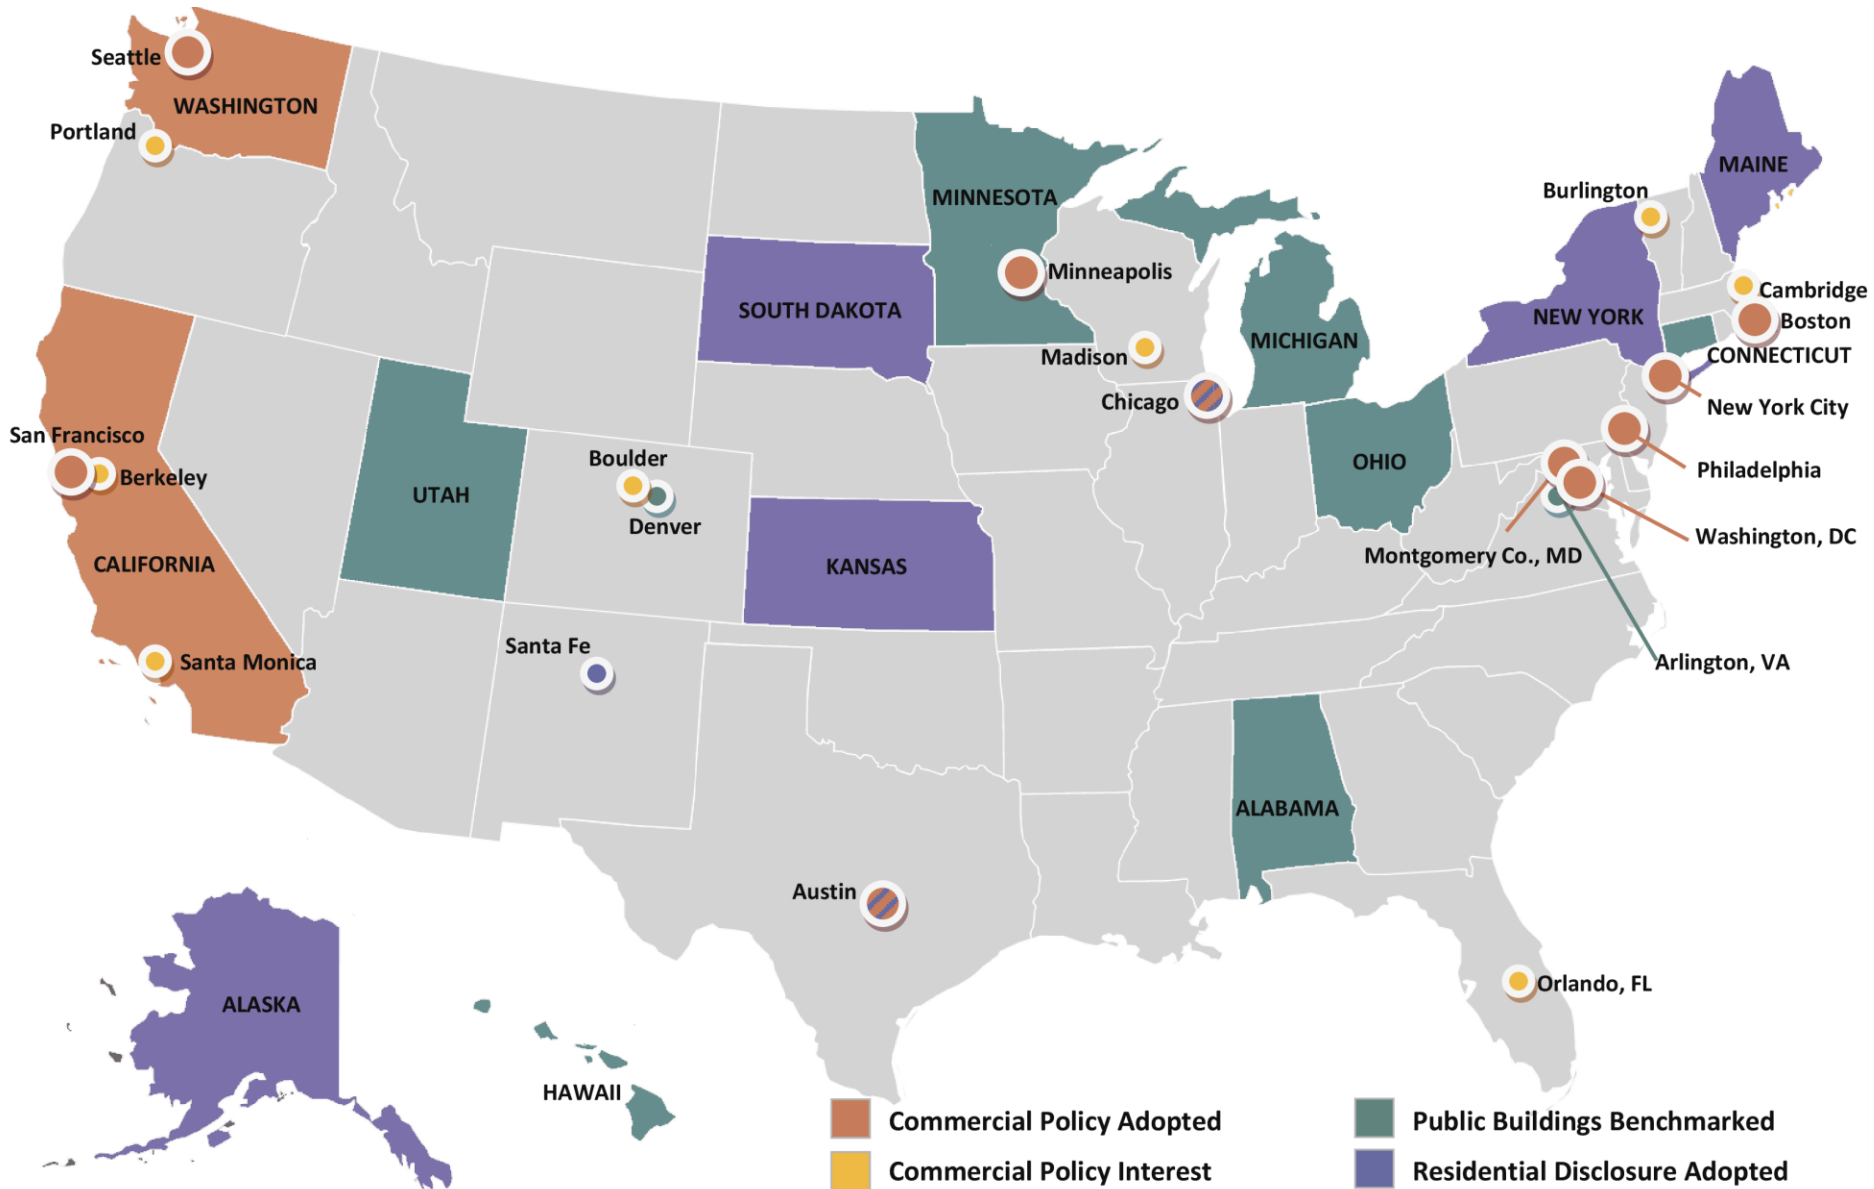 Seattle
WASHINGTON
Portland
MINNESOTA
MAINE
Burlington
Minneapolis
Cambridge
SOUTH DAKOTA
NEW YORK
Boston
MICHIGAN
Madison
CONNECTICUT
Chicago
New York City
San Francisco
Boulder
OHIO
Philadelphia
Berkeley
UTAH
Denver
Washington, DC
CALIFORNIA
KANSAS
Montgomery Co., MD
Santa Fe
Santa Monica
Arlington, VA
ALABAMA
Austin
Orlando, FL
ALASKA
HAWAII
Commercial Policy Adopted
Public Buildings Benchmarked
Commercial Policy Interest
Residential Disclosure Adopted